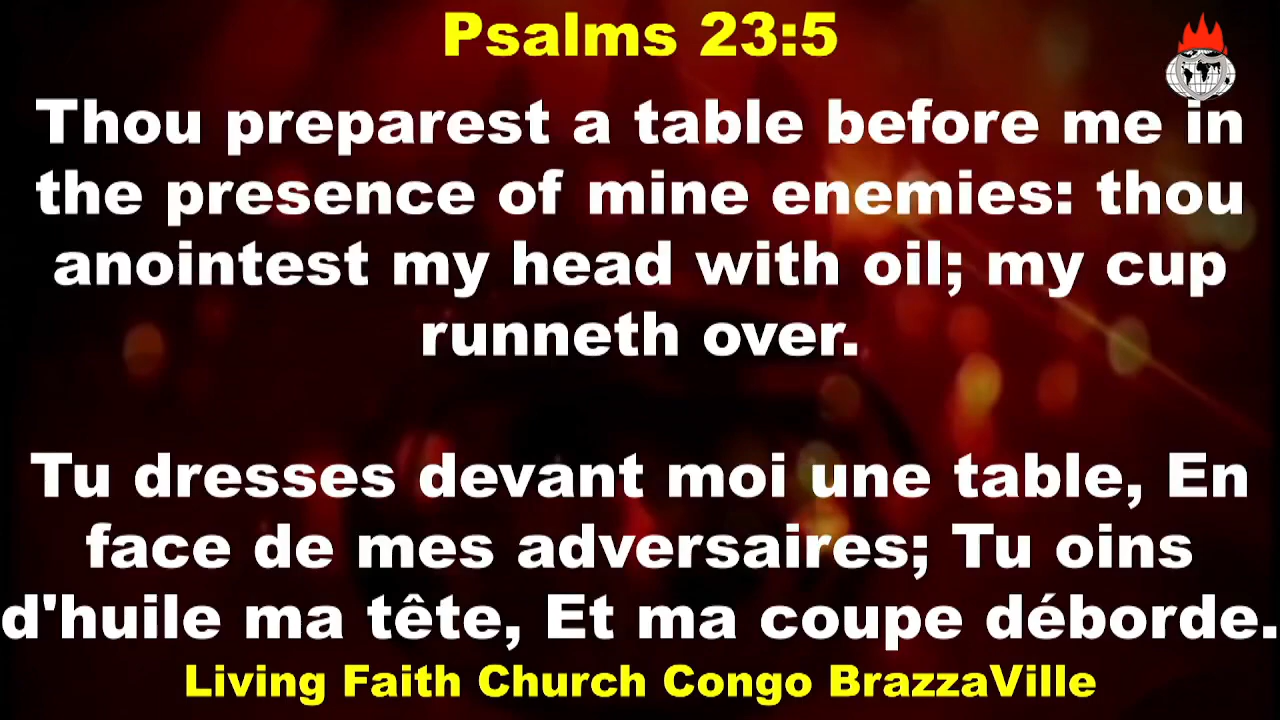 Psalms 23:5
Thou preparest a table before me in
the presence of mine enemies: thou
anointest my head with oil; my cup
runneth over.
Tu dresses devant moi une table, En
face de mes adversaires; Tu oins
d'huile ma tête, Et ma coupe déborde.
Living Faith Church Congo BrazzaVille